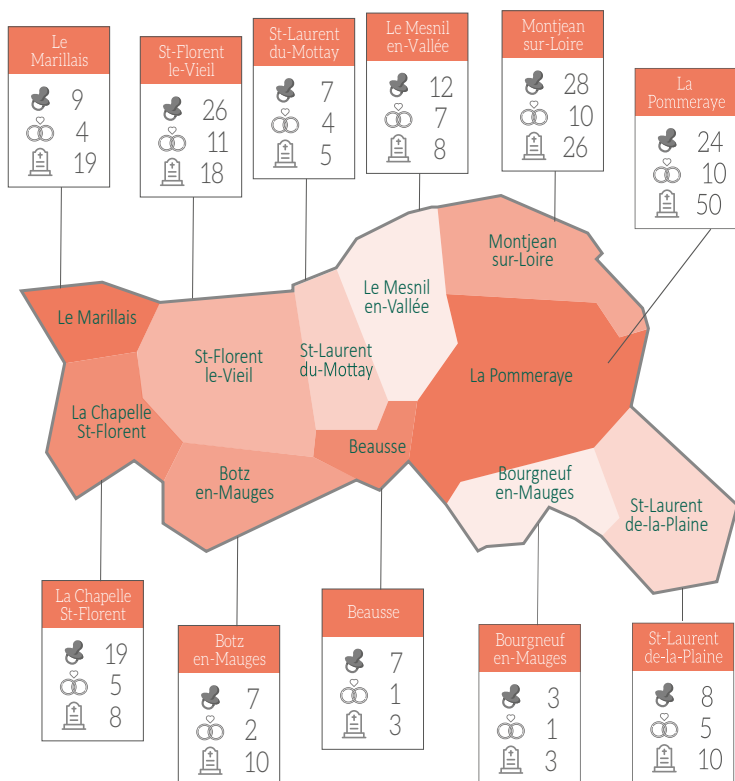 Le
Marillais
9
4
19
St-Florent
le-Vieil
26
11
18
St-Laurent
du-Mottay
7
4
5
Le Mesnil
en-Vallée
12
7
8
Montjean
sur-Loire
28
10
26
La
Pommeraye
24
10
50
Le Marillais
St-Florent
le-Vieil
St-Laurent
du-Mottay
Le Mesnil
en-Vallée
Montjean
sur-Loire
La Pommeraye
La Chapelle
St-Florent
Botz
en-Mauges
Beausse
Bourgneuf
en-Mauges
St-Laurent
de-la-Plaine
La Chapelle
St-Florent
19
5
8
Botz
en-Mauges
7
2
10
Beausse
7
1
3
Bourgneuf
en-Mauges
3
1
3
St-Laurent
de-la-Plaine
8
5
10